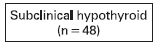 Subclinical hypothyroid
(n = 48)